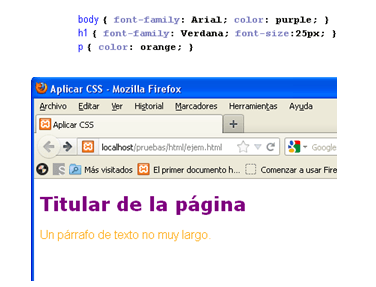 body { font-family: Arial; color: purple; }
h1 { font-family: Verdana; font-size:25px; }
p { color: orange; }
Aplicar CSS - Mozilla Firefox
Archivo Editar Ver Historial Marcadores Herramientas Ayuda
Aplicar CSS +
localhost/pruebas/html/ejem.html Google
Más visitados El primer documento h... Comenzar a usar Fire
Titular de la página
Un párrafo de texto no muy largo.